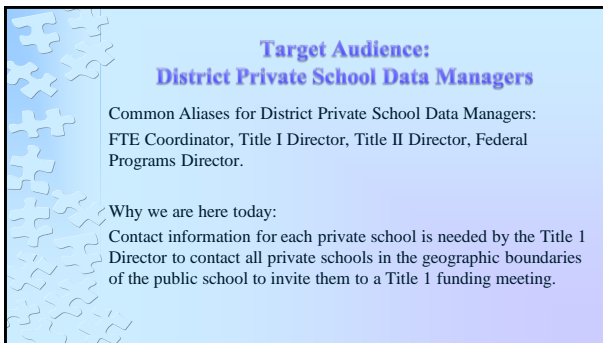 Target Audience:
District Private School Data Managers
Common Aliases for District Private School Data Managers:
FTE Coordinator, Title I Director, Title II Director, Federal
Programs Director.
Why we are here today:
Contact information for each private school is needed by the Title 1
Director to contact all private schools in the geographic boundaries
of the public school to invite them to a Title 1 funding meeting.